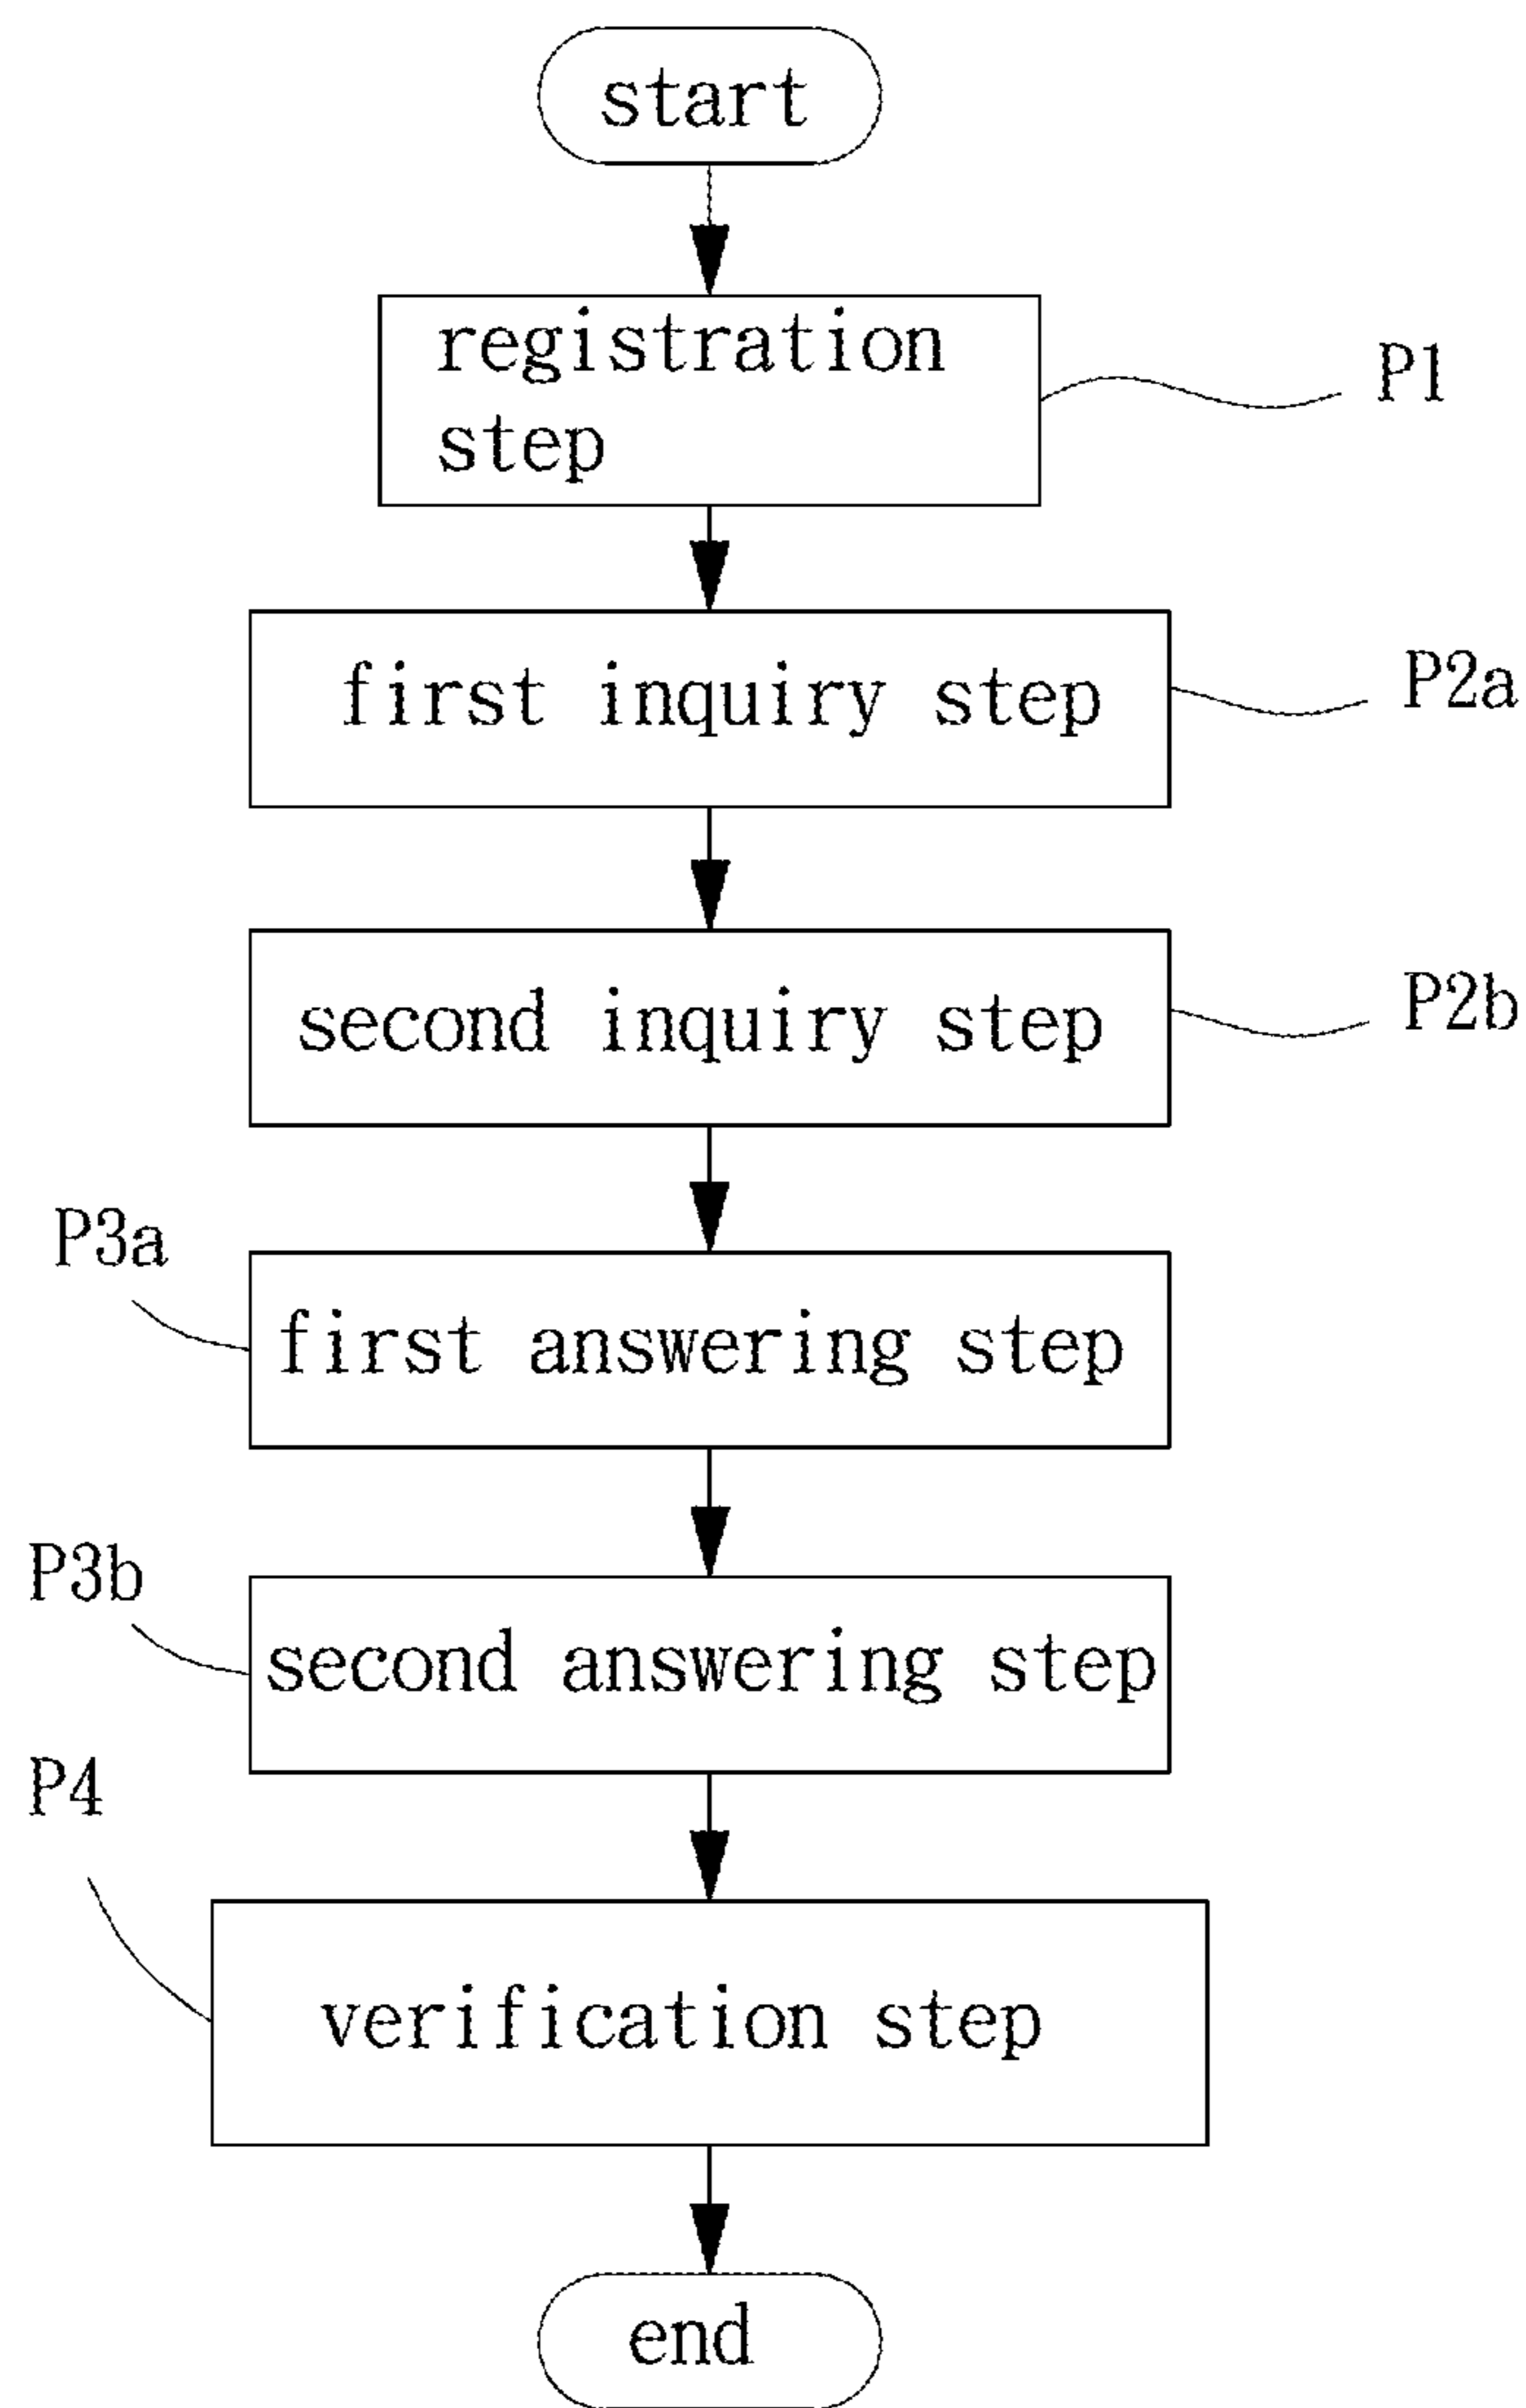 start
registration
step
P1
first inquiry step
P2a
second inquiry step
P2b
P3a
first answering step
P3b
second answering step
P4
verification step
end